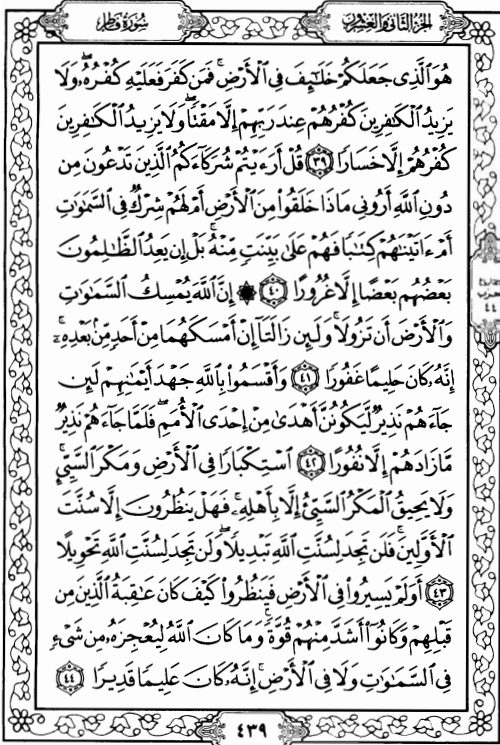 الجزء الثاني والعشرون
سورة فاطر
هُوَ ٱلَّذِى جَعَلَكُمْ خَلَـٰٓئِفَ فِى ٱلْأَرْضِ ۚ فَمَن كَفَرَ فَعَلَيْهِ كُفْرُهُۥ ۖ وَلَا
يَزِيدُ ٱلْكَـٰفِرِينَ كُفْرُهُمْ عِندَ رَبِّهِمْ إِلَّا مَقْتًا ۖ وَلَا يَزِيدُ ٱلْكَـٰفِرِينَ
كُفْرُهُمْ إِلَّا خَسَارًا ٣٩ قُلْ أَرَءَيْتُمْ شُرَكَآءَكُمُ ٱلَّذِينَ تَدْعُونَ مِن
دُونِ ٱللَّهِ أَرُونِى مَاذَا خَلَقُوا۟ مِنَ ٱلْأَرْضِ أَمْ لَهُمْ شِرْكٌ فِى ٱلسَّمَـٰوَٰتِ
أَمْ ءَاتَيْنَـٰهُمْ كِتَـٰبًا فَهُمْ عَلَىٰ بَيِّنَتٍ مِّنْهُ ۚ بَلْ إِن يَعِدُ ٱلظَّـٰلِمُونَ
بَعْضُهُم بَعْضًا إِلَّا غُرُورًا ٤٠ ۞ إِنَّ ٱللَّهَ يُمْسِكُ ٱلسَّمَـٰوَٰتِ
وَٱلْأَرْضَ أَن تَزُولَا ۚ وَلَئِن زَالَتَآ إِنْ أَمْسَكَهُمَا مِنْ أَحَدٍ مِّنۢ بَعْدِهِۦٓ ۚ
إِنَّهُۥ كَانَ حَلِيمًا غَفُورًا ٤١ وَأَقْسَمُوا۟ بِٱللَّهِ جَهْدَ أَيْمَـٰنِهِمْ لَئِن
جَآءَهُمْ نَذِيرٌ لَّيَكُونُنَّ أَهْدَىٰ مِنْ إِحْدَى ٱلْأُمَمِ ۖ فَلَمَّا جَآءَهُمْ نَذِيرٌ
مَّا زَادَهُمْ إِلَّا نُفُورًا ٤٢ ٱسْتِكْبَارًا فِى ٱلْأَرْضِ وَمَكْرَ ٱلسَّيِّئِ ۚ
وَلَا يَحِيقُ ٱلْمَكْرُ ٱلسَّيِّئُ إِلَّا بِأَهْلِهِۦ ۚ فَهَلْ يَنظُرُونَ إِلَّا سُنَّتَ
ٱلْأَوَّلِينَ ۚ فَلَن تَجِدَ لِسُنَّتِ ٱللَّهِ تَبْدِيلًا ۖ وَلَن تَجِدَ لِسُنَّتِ ٱللَّهِ تَحْوِيلًا
٤٣ أَوَلَمْ يَسِيرُوا۟ فِى ٱلْأَرْضِ فَيَنظُرُوا۟ كَيْفَ كَانَ عَـٰقِبَةُ ٱلَّذِينَ مِن
قَبْلِهِمْ وَكَانُوٓا۟ أَشَدَّ مِنْهُمْ قُوَّةً ۚ وَمَا كَانَ ٱللَّهُ لِيُعْجِزَهُۥ مِن شَىْءٍ
فِى ٱلسَّمَـٰوَٰتِ وَلَا فِى ٱلْأَرْضِ ۚ إِنَّهُۥ كَانَ عَلِيمًا قَدِيرًا ٤٤
٤٣٩